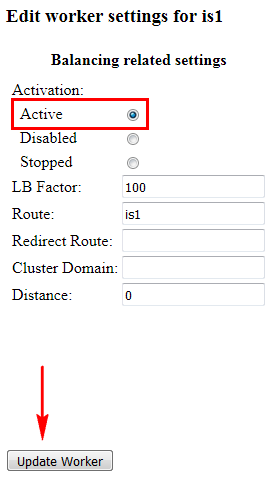 Edit worker settings for is1
Balancing related settings
Activation:
Active
Disabled
Stopped
LB Factor: 100
Route: is1
Redirect Route:
Cluster Domain:
Distance: 0
Update Worker